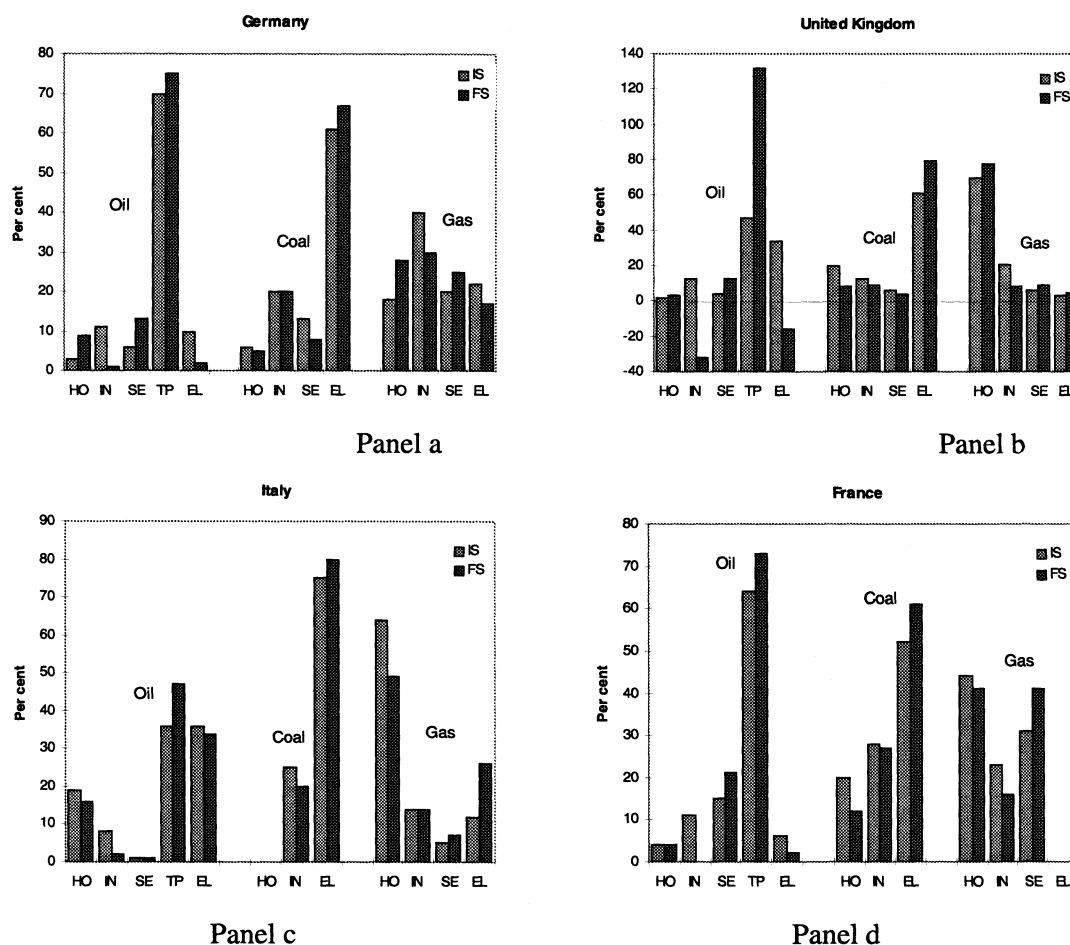 Germany
80
70
60
50
40
30
20
10
0
Per cent
IS
FS
Oil
Coal
Gas
HO IN SE TP EL HO IN SE EL HO IN SE EL
Panel a
United Kingdom
140
120
100
80
60
40
20
0
-20
-40
Per cent
IS
FS
Oil
Coal
Gas
HO IN SE TP EL HO IN SE EL HO IN SE EL
Panel b
Italy
90
80
70
60
50
40
30
20
10
0
Per cent
IS
FS
Oil
Coal
Gas
HO IN SE TP EL HO IN EL HO IN SE EL
Panel c
France
80
70
60
50
40
30
20
10
0
Per cent
IS
FS
Oil
Coal
Gas
HO IN SE TP EL HO IN EL HO IN SE EL
Panel d